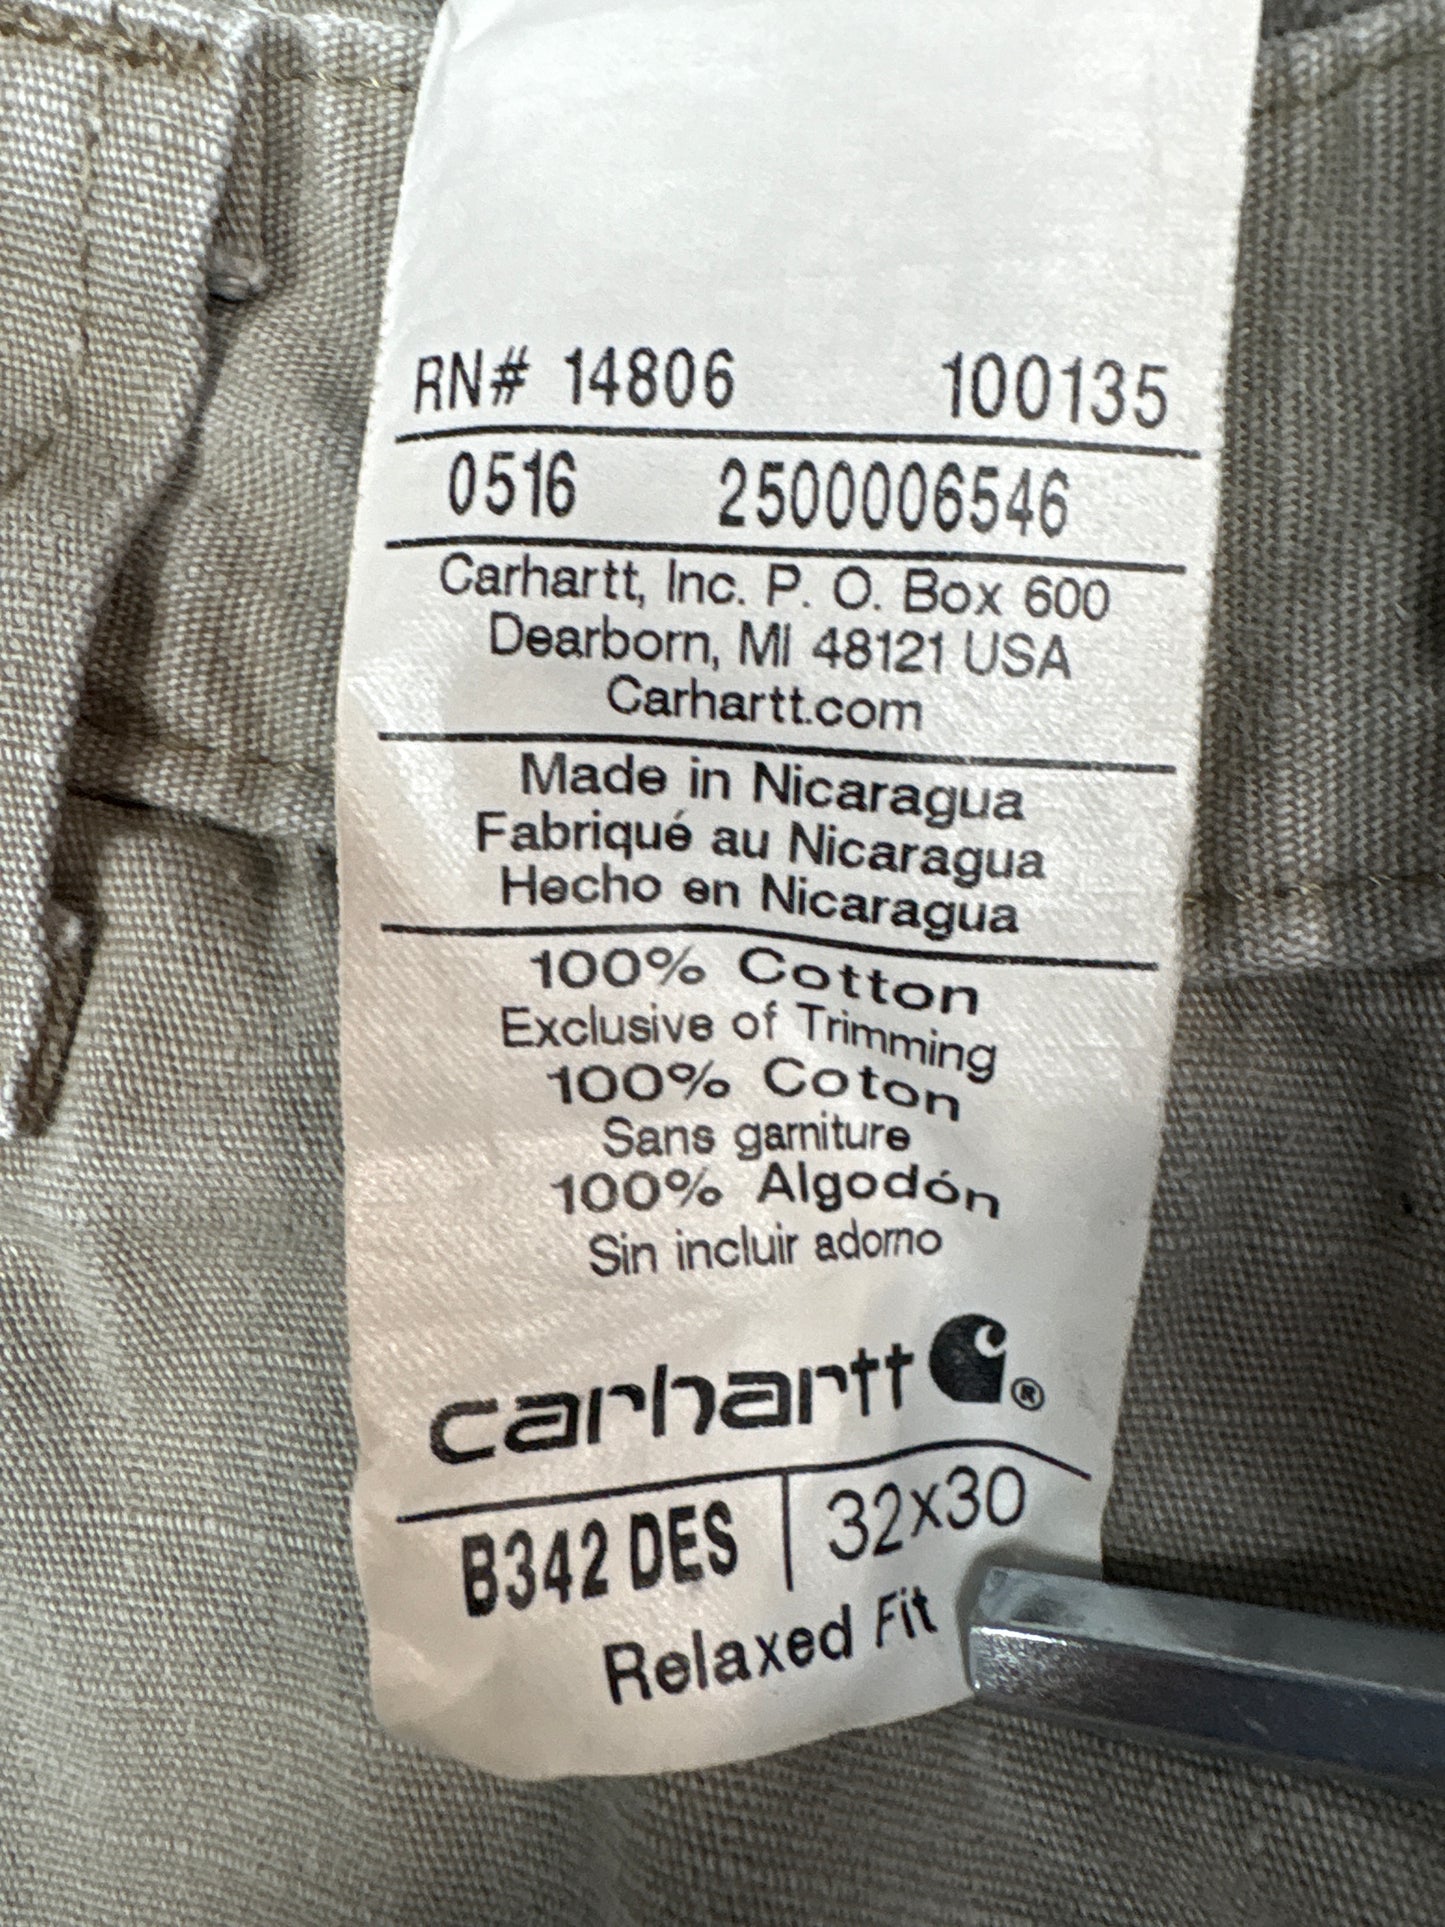 RN# 14806 100135
0516 2500006546
Carhartt, Inc. P. O. Box 600
Dearborn, MI 48121 USA
Carhartt.com
Made in Nicaragua
Fabriqué au Nicaragua
Hecho en Nicaragua
100% Cotton
Exclusive of Trimming
100% Coton
Sans garniture
100% Algodón
Sin incluir adorno
carhartt ®
B342 DES | 32x30
Relaxed Fit